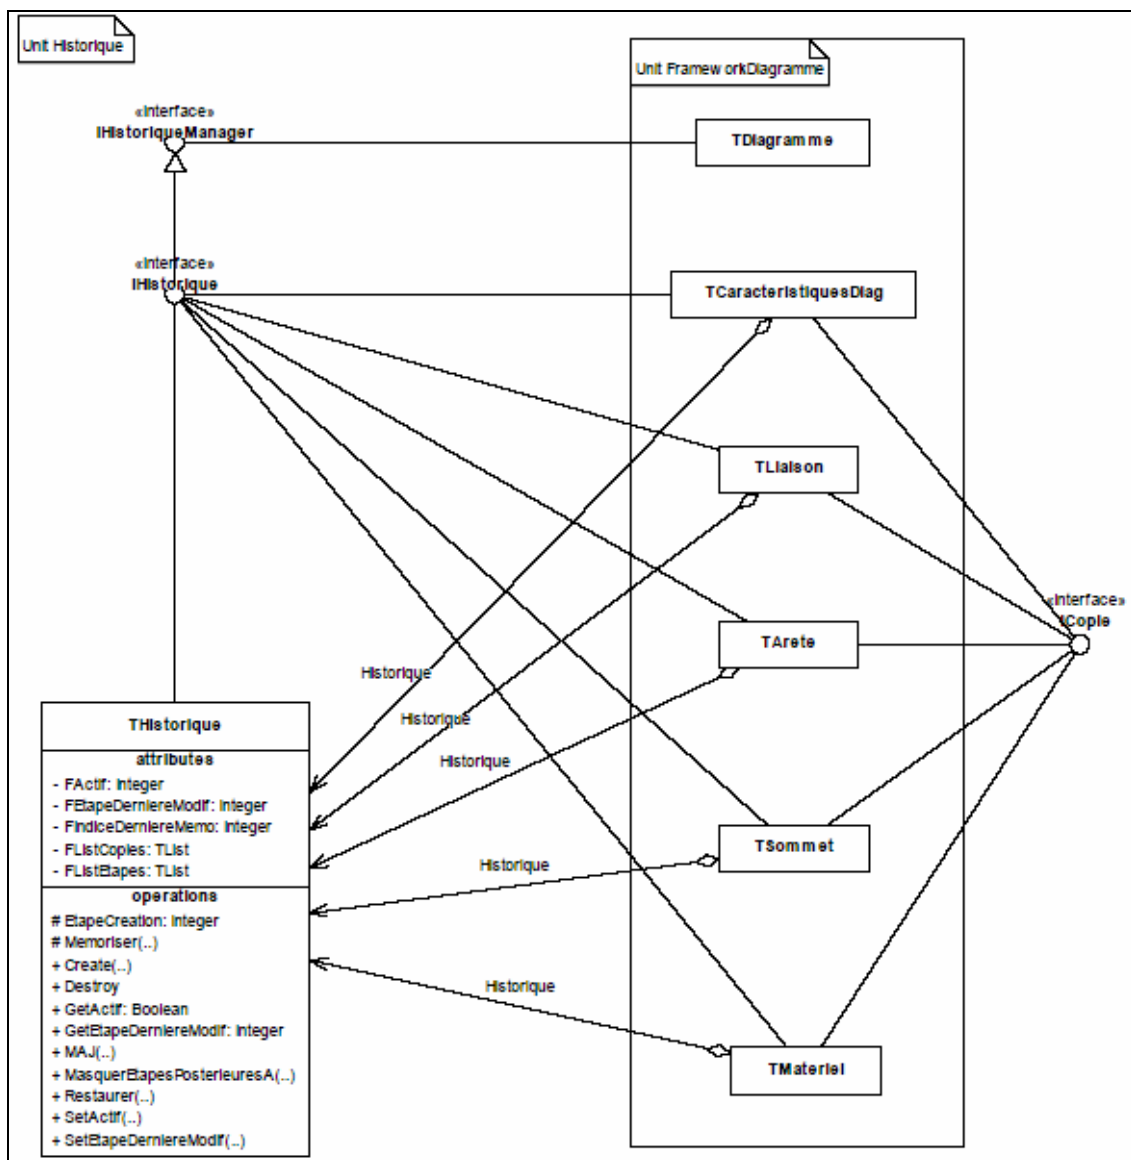 Unit Historique
Unit FrameworkDiagramme
«Interface»
IHistoriqueManager
TDiagramme
«Interface»
IHistorique
TCaracteristiquesDiag
TLiaison
«Interface»
ICopie
TArete
Historique
Historique
Historique
THistorique
attributes
- FActif: Integer
- FEtapeDerniereModif: Integer
- FIndiceDerniereMemo: Integer
- FListCopies: TList
- FListEtapes: TList
TSommet
Historique
operations
# EtapeCreation: Integer
# Memoriser(..)
+ Create(..)
+ Destroy
+ GetActif: Boolean
+ GetEtapeDerniereModif: Integer
+ MAJ(..)
+ MasquerEtapesPosterieuresA(..)
+ Restaurer(..)
+ SetActif(..)
+ SetEtapeDerniereModif(..)
Historique
TMateriel